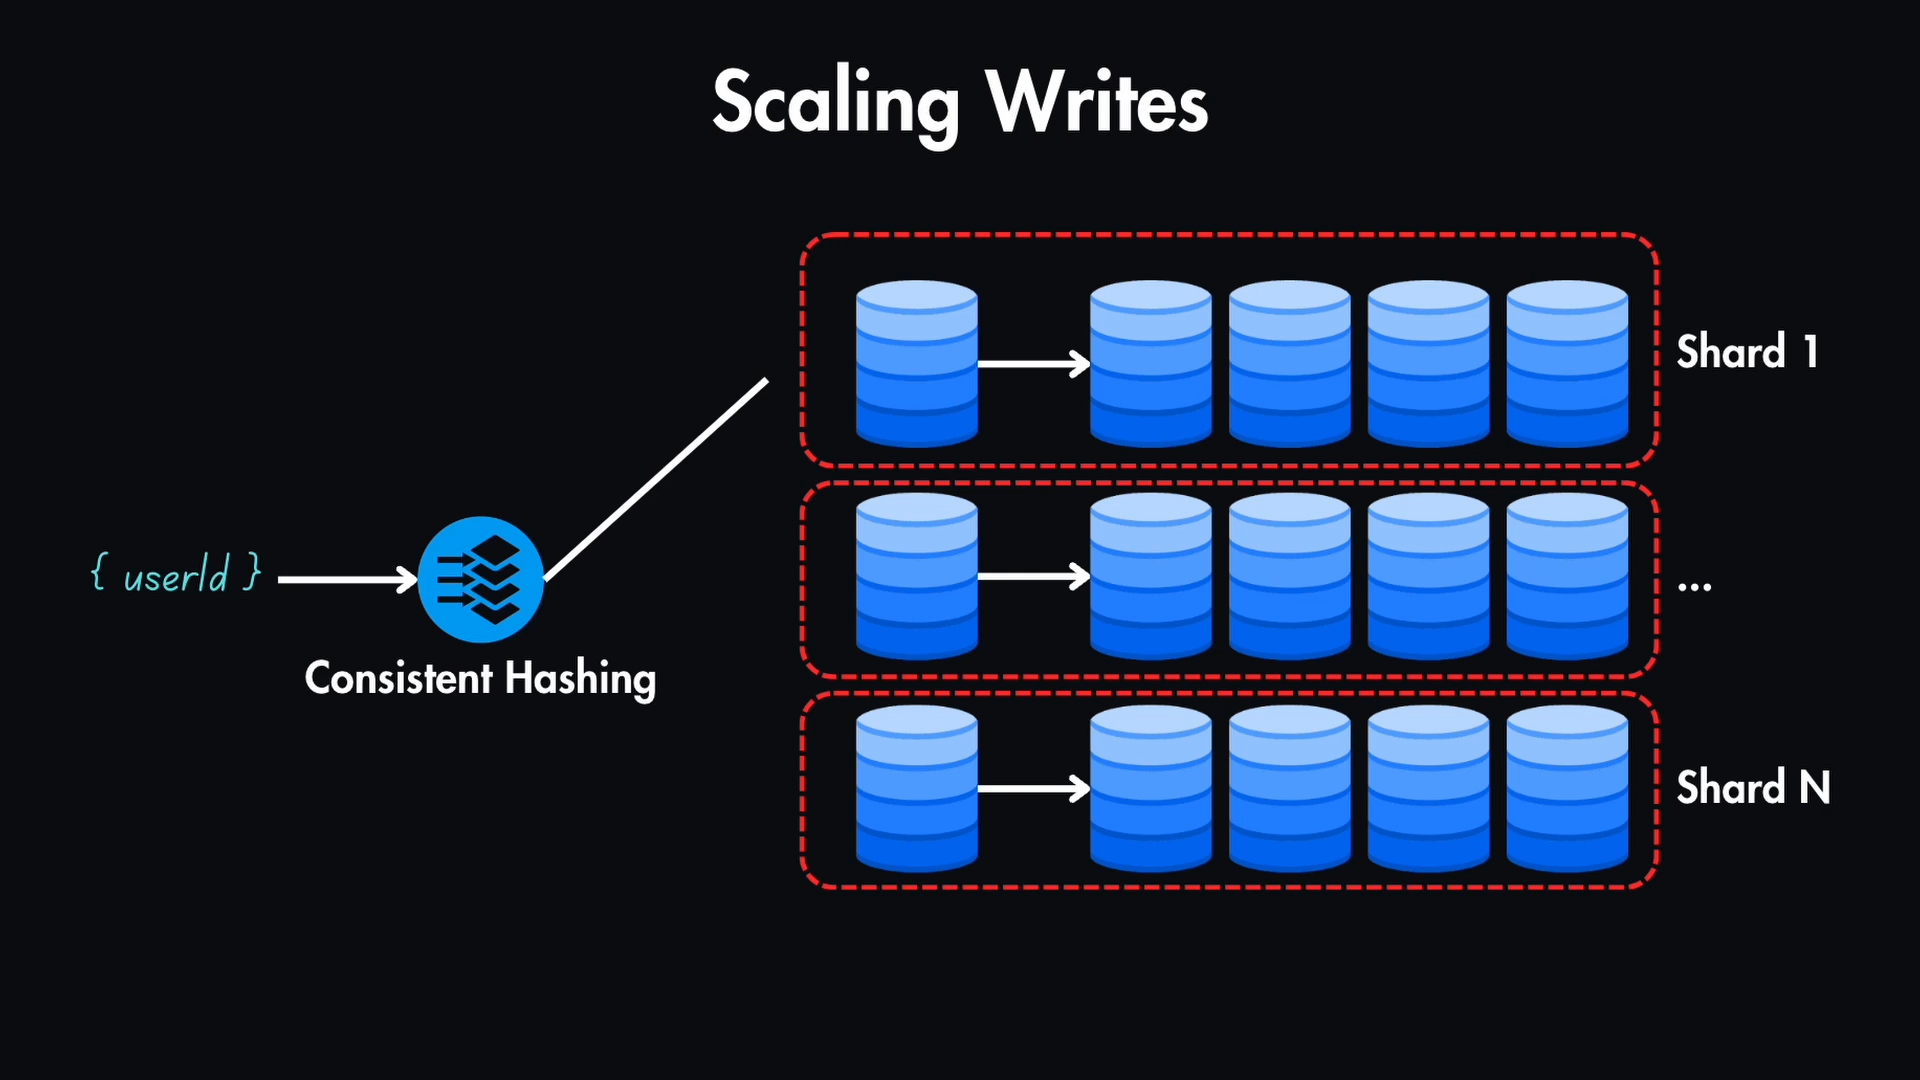 Scaling Writes
Shard 1
{ userId }
Consistent Hashing
...
Shard N